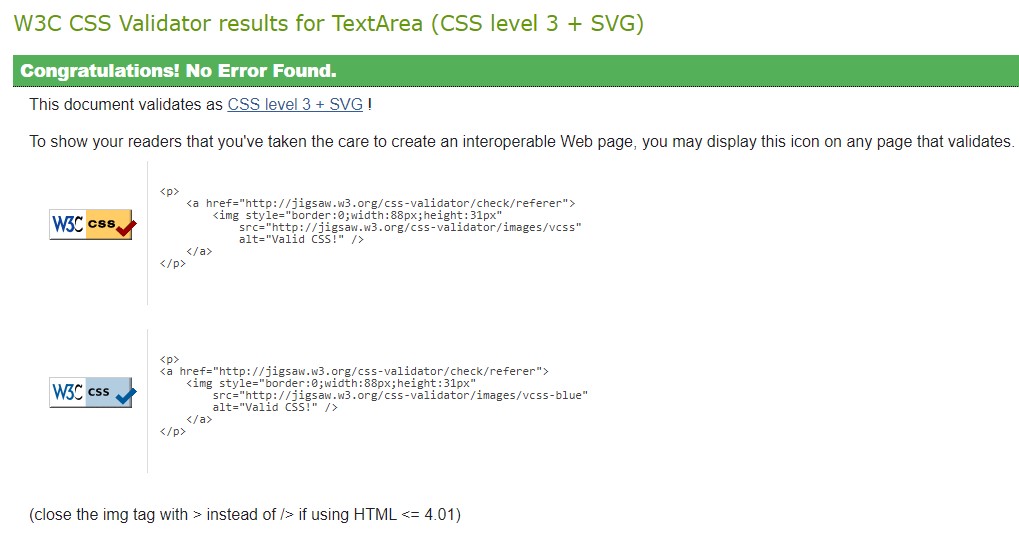 W3C CSS Validator results for TextArea (CSS level 3 + SVG)
Congratulations! No Error Found.
This document validates as CSS level 3 + SVG !
To show your readers that you've taken the care to create an interoperable Web page, you may display this icon on any page that validates.
W3C css
<p>
<a href="http://jigsaw.w3.org/css-validator/check/referer">
<img style="border:0;width:88px;height:31px"
src="http://jigsaw.w3.org/css-validator/images/vcss"
alt="Valid CSS!" />
</a>
</p>
W3C css
<p>
<a href="http://jigsaw.w3.org/css-validator/check/referer">
<img style="border:0;width:88px;height:31px"
src="http://jigsaw.w3.org/css-validator/images/vcss-blue"
alt="Valid CSS!" />
</a>
</p>
(close the img tag with > instead of /> if using HTML <= 4.01)